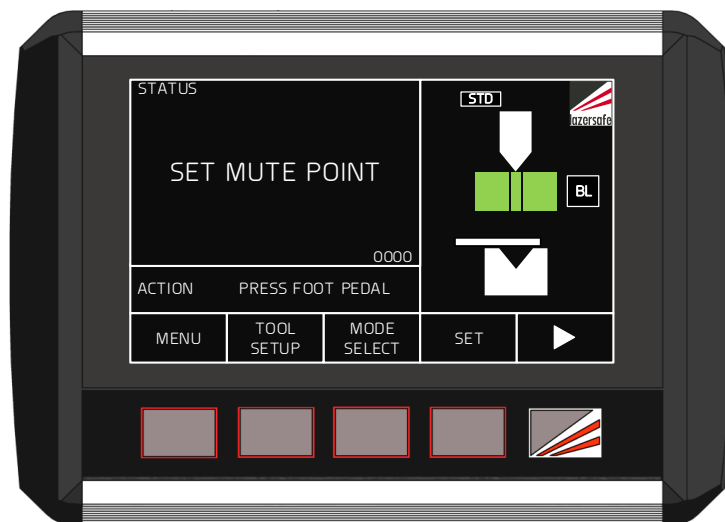 STATUS
STD
lazersafe
SET MUTE POINT
BL
0000
ACTION PRESS FOOT PEDAL
MENU
TOOL
SETUP
MODE
SELECT
SET